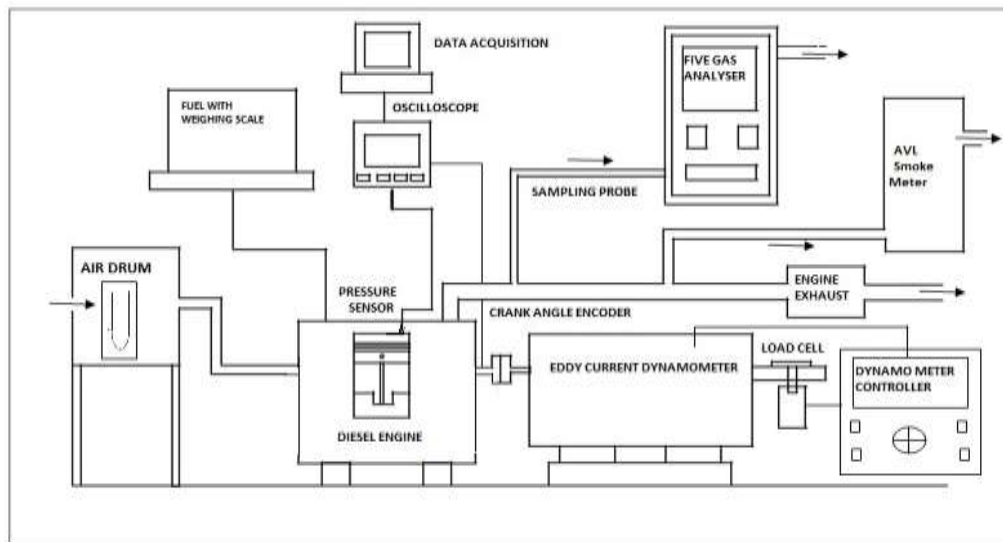 DATA ACQUISITION
FIVE GAS
ANALYSER
FUEL WITH
WEIGHING SCALE
OSCILLOSCOPE
AVL
Smoke
Meter
SAMPLING PROBE
AIR DRUM
PRESSURE
SENSOR
ENGINE
EXHAUST
CRANK ANGLE ENCODER
LOAD CELL
EDDY CURRENT DYNAMOMETER
DYNAMO METER
CONTROLLER
DIESEL ENGINE